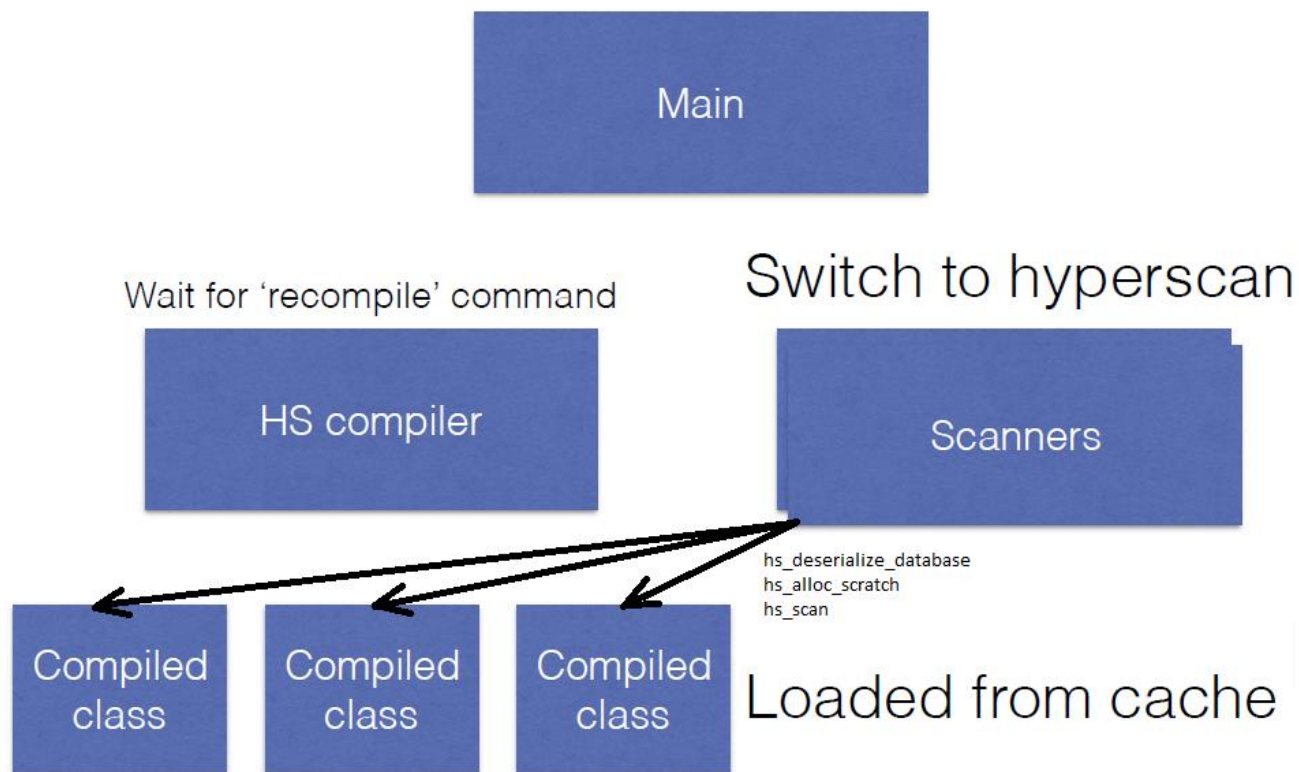 Main
Switch to hyperscan
Wait for ‘recompile’ command
HS compiler
Scanners
hs_deserialize_database
hs_alloc_scratch
hs_scan
Compiled
class
Compiled
class
Compiled
class
Loaded from cache